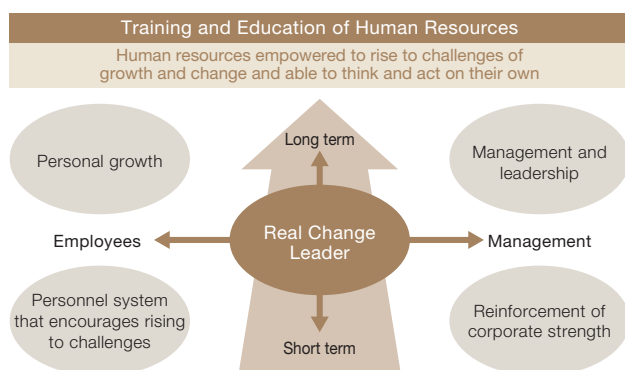 Training and Education of Human Resources
Human resources empowered to rise to challenges of
growth and change and able to think and act on their own
Long term
Personal growth
Management and
leadership
Employees
Real Change
Leader
Management
Personnel system
that encourages rising
to challenges
Reinforcement of
corporate strength
Short term